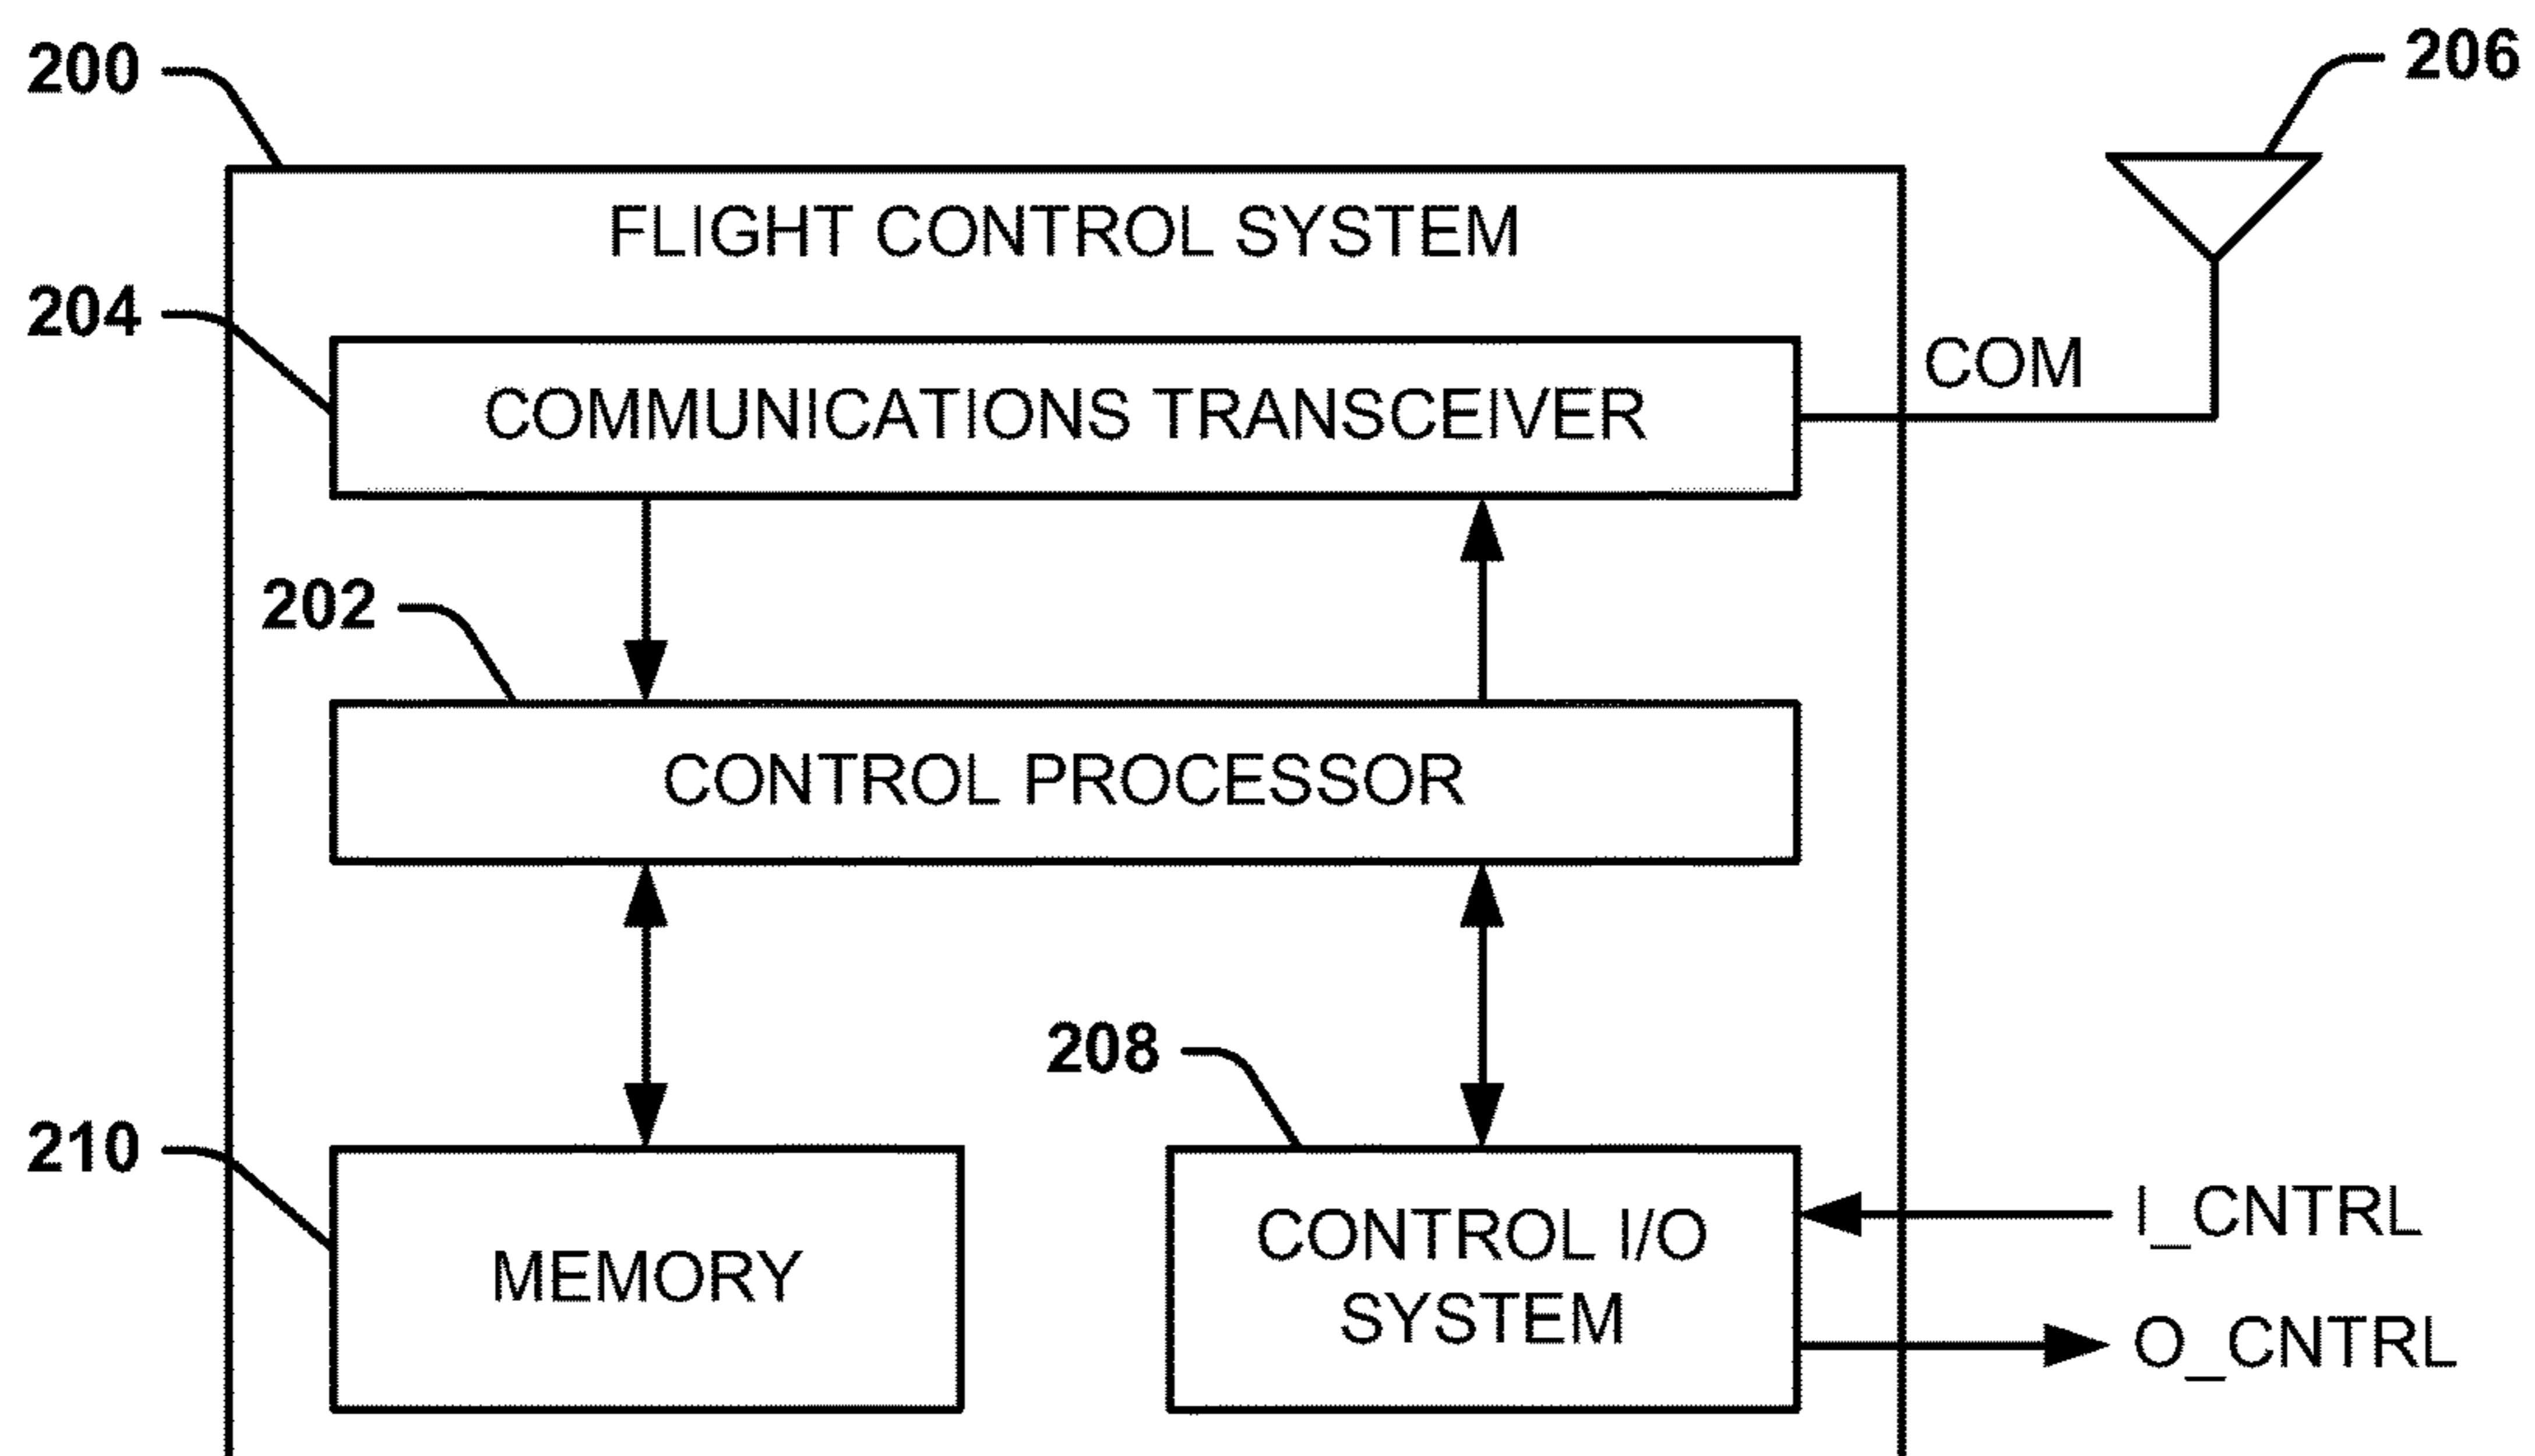 200
206
FLIGHT CONTROL SYSTEM
204
COM
COMMUNICATIONS TRANSCEIVER
202
CONTROL PROCESSOR
208
210
I_CNTRL
CONTROL I/O
SYSTEM
MEMORY
O_CNTRL